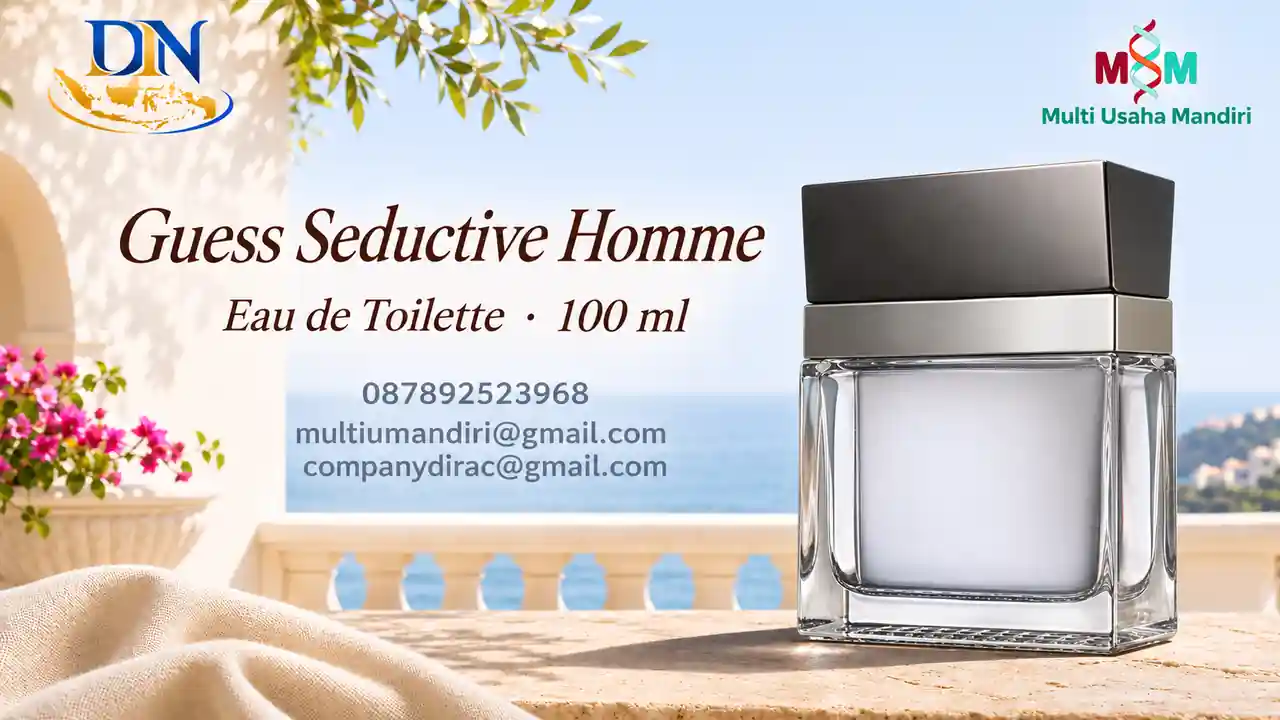 DIN
MSM
Multi Usaha Mandiri
Guess Seductive Homme
Eau de Toilette · 100 ml
087892523968
multiumandiri@gmail.com
companydirac@gmail.com